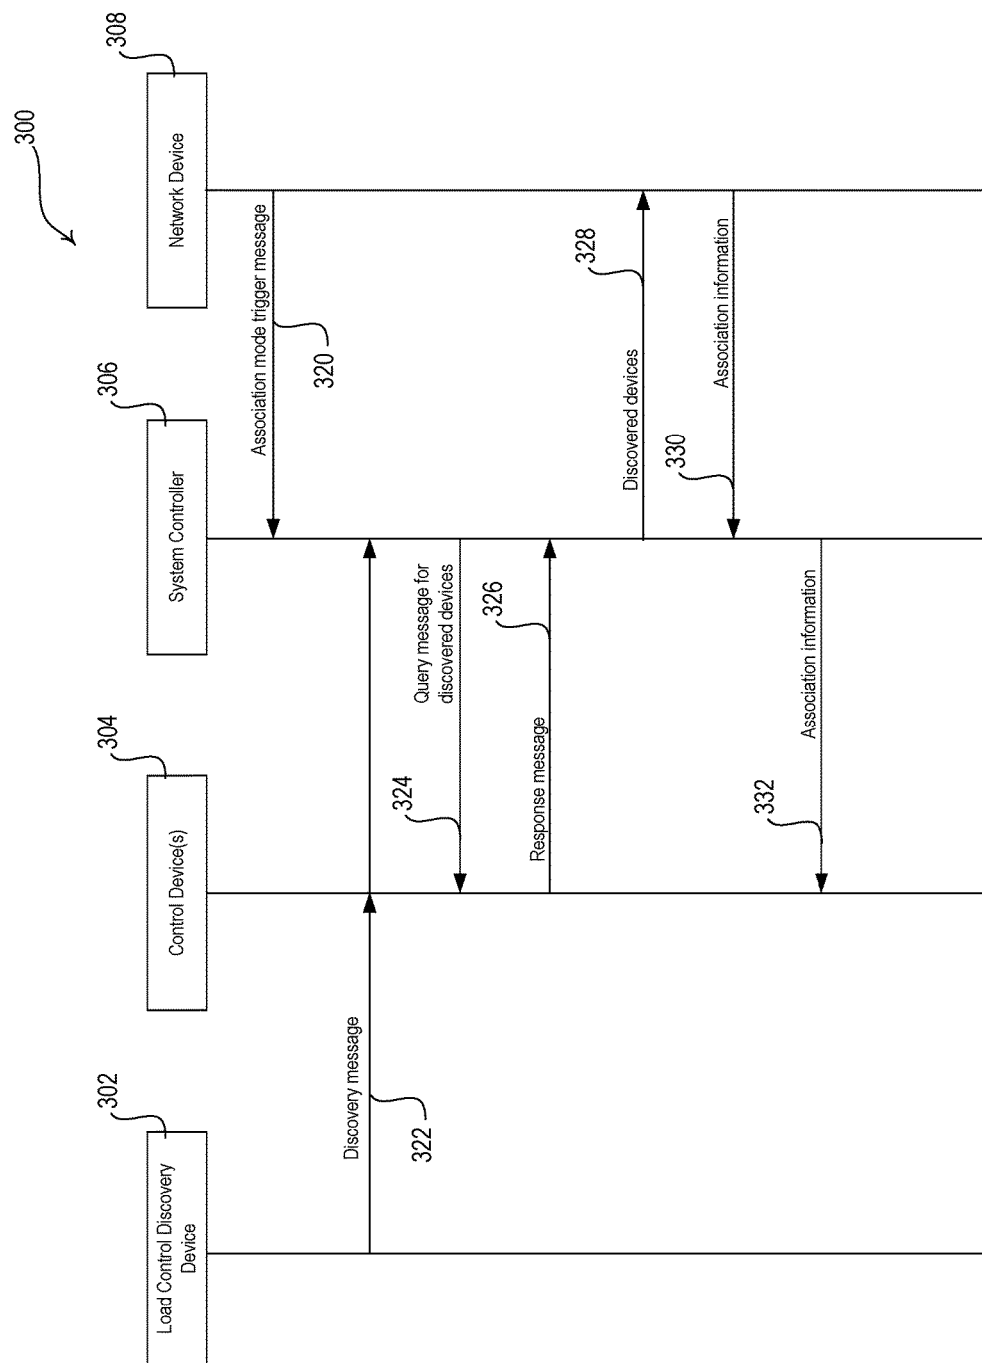 300
302
304
306
308
Load Control Discovery
Device
Control Device(s)
System Controller
Network Device
Association mode trigger message
320
Discovery message
322
Query message for
discovered devices
324
Response message
326
Discovered devices
328
Association information
330
Association information
332